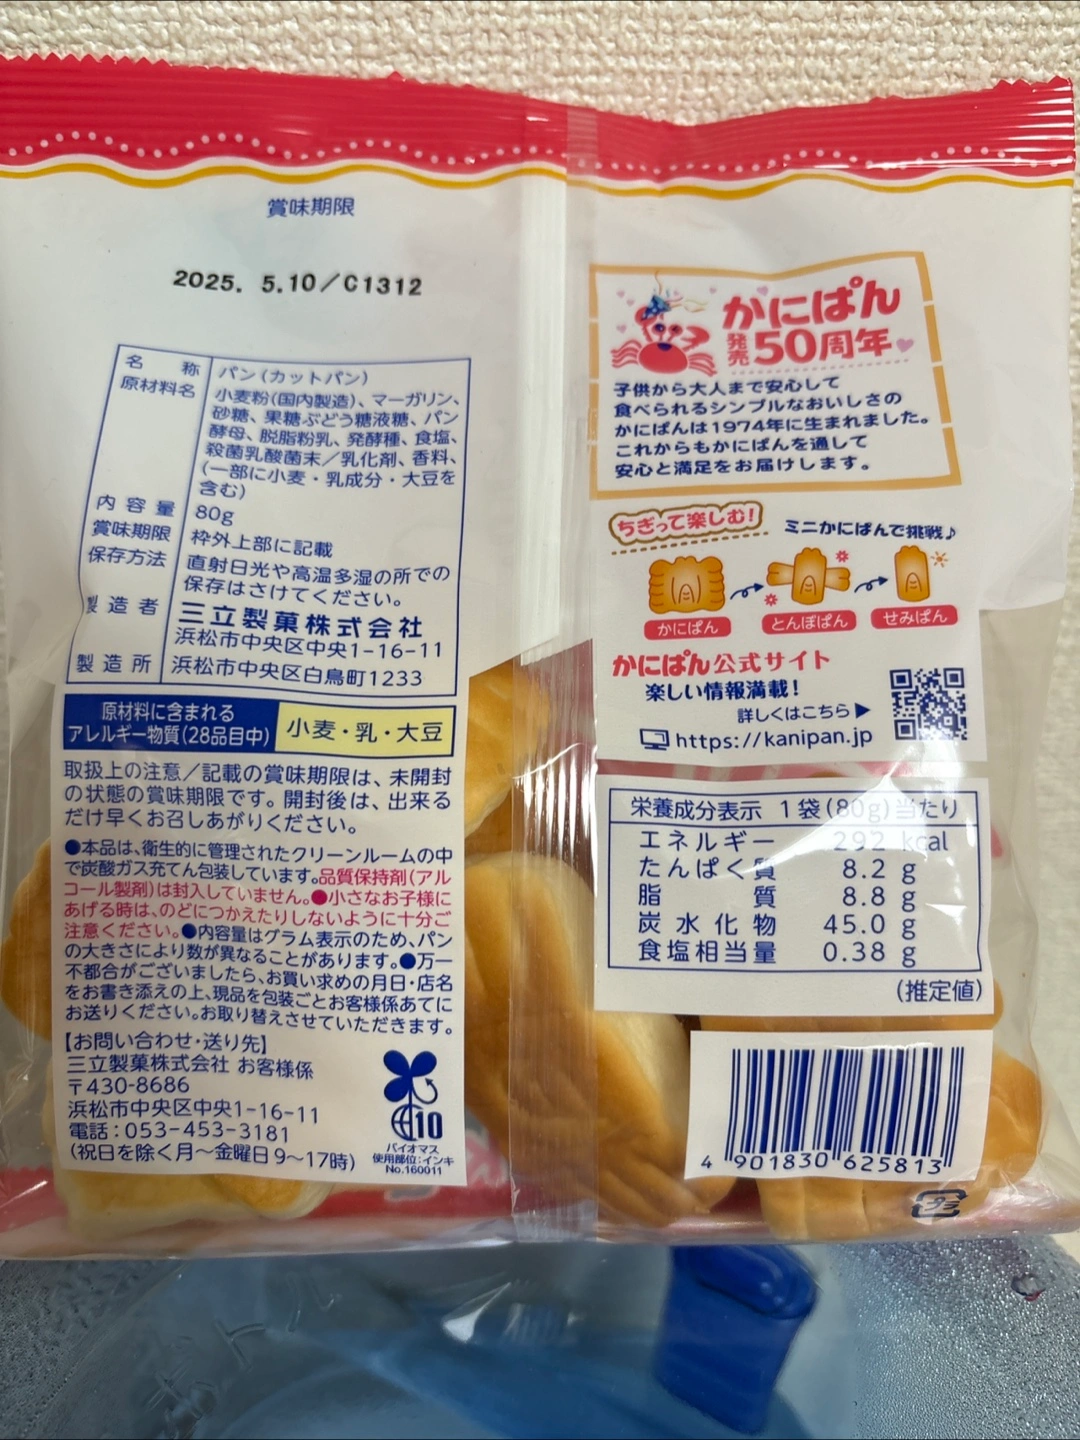 賞味期限
2025. 5.10/C1312
名称 パン(カットパン)
原材料名 小麦粉(国内製造)、マーガリン、
砂糖、果糖ぶどう糖液糖、パン
酵母、脱脂粉乳、発酵種、食塩、
殺菌乳酸菌末/乳化剤、香料、
(一部に小麦・乳成分・大豆を
含む)
内容量 80g
賞味期限 枠外上部に記載
保存方法 直射日光や高温多湿の所での
保存はさけてください。
製造者 三立製菓株式会社
浜松市中央区中央1-16-11
製造所 浜松市中央区白鳥町1233
原材料に含まれる
アレルギー物質(28品目中)
小麦・乳・大豆
取扱上の注意/記載の賞味期限は、未開封
の状態の賞味期限です。開封後は、出来る
だけ早くお召しあがりください。
●本品は、衛生的に管理されたクリーンルームの中
で炭酸ガス充てん包装しています。品質保持剤(アル
コール製剤)は封入していません。●小さなお子様に
あげる時は、のどにつかえたりしないように十分ご
注意ください。●内容量はグラム表示のため、パン
の大きさにより数が異なることがあります。●万一
不都合がございましたら、お買い求めの月日・店名
をお書き添えの上、現品を包装ごとお客様係あてに
お送りください。お取り替えさせていただきます。
【お問い合わせ・送り先】
三立製菓株式会社 お客様係
〒430-8686
浜松市中央区中央1-16-11
電話:053-453-3181
(祝日を除く月〜金曜日9〜17時)
10
バイオマス
使用部位:インキ
No.160011
かにぱん
発売50周年
子供から大人まで安心して
食べられるシンプルなおいしさの
かにぱんは1974年に生まれました。
これからもかにぱんを通して
安心と満足をお届けします。
ちぎって楽しむ!
ミニかにぱんで挑戦♪
かにぱん
とんぼぱん
せみぱん
かにぱん公式サイト
楽しい情報満載!
詳しくはこちら▶
https://kanipan.jp
栄養成分表示 1袋(80g)当たり
エネルギー 292 kcal
たんぱく質 8.2 g
脂質 8.8 g
炭水化物 45.0 g
食塩相当量 0.38 g
(推定値)
4 901830 625813
プラ